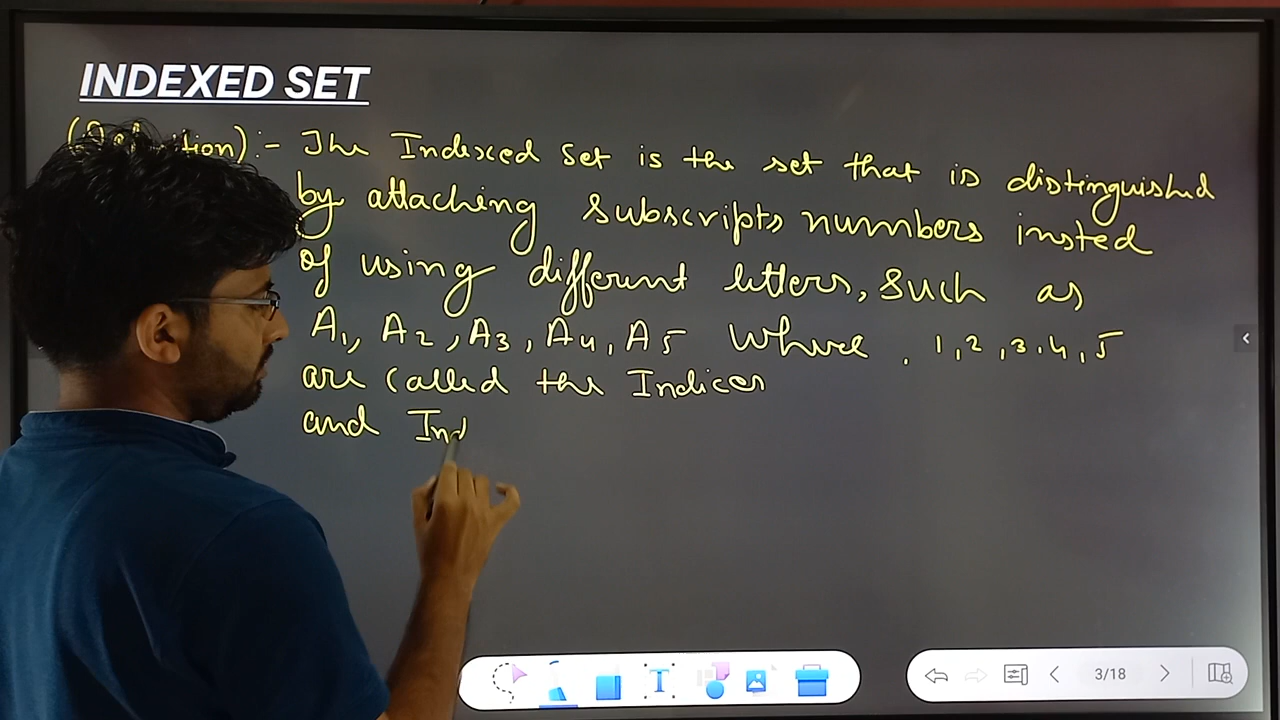 INDEXED SET
:- The Indexed Set is the set that is distinguished
by attaching subscripts numbers insted
of using different letters, such as
A1, A2, A3, A4, A5 Where, 1,2,3,4,5
are called the Indices
and Ind
3/18